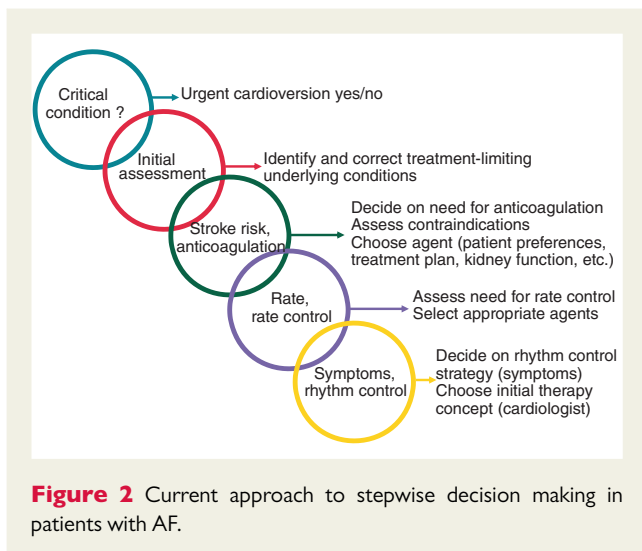 Critical
condition ?
Urgent cardioversion yes/no
Initial
assessment
Identify and correct treatment-limiting
underlying conditions
Stroke risk,
anticoagulation
Decide on need for anticoagulation
Assess contraindications
Choose agent (patient preferences,
treatment plan, kidney function, etc.)
Rate,
rate control
Assess need for rate control
Select appropriate agents
Symptoms,
rhythm control
Decide on rhythm control
strategy (symptoms)
Choose initial therapy
concept (cardiologist)
Figure 2 Current approach to stepwise decision making in
patients with AF.